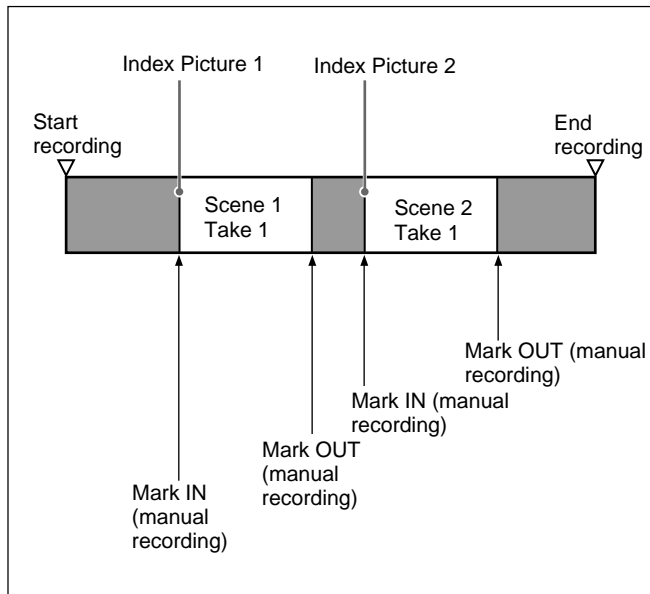 Index Picture 1
Index Picture 2
Start
recording
End
recording
Scene 1
Take 1
Scene 2
Take 1
Mark IN
(manual
recording)
Mark OUT
(manual
recording)
Mark IN (manual
recording)
Mark OUT (manual
recording)